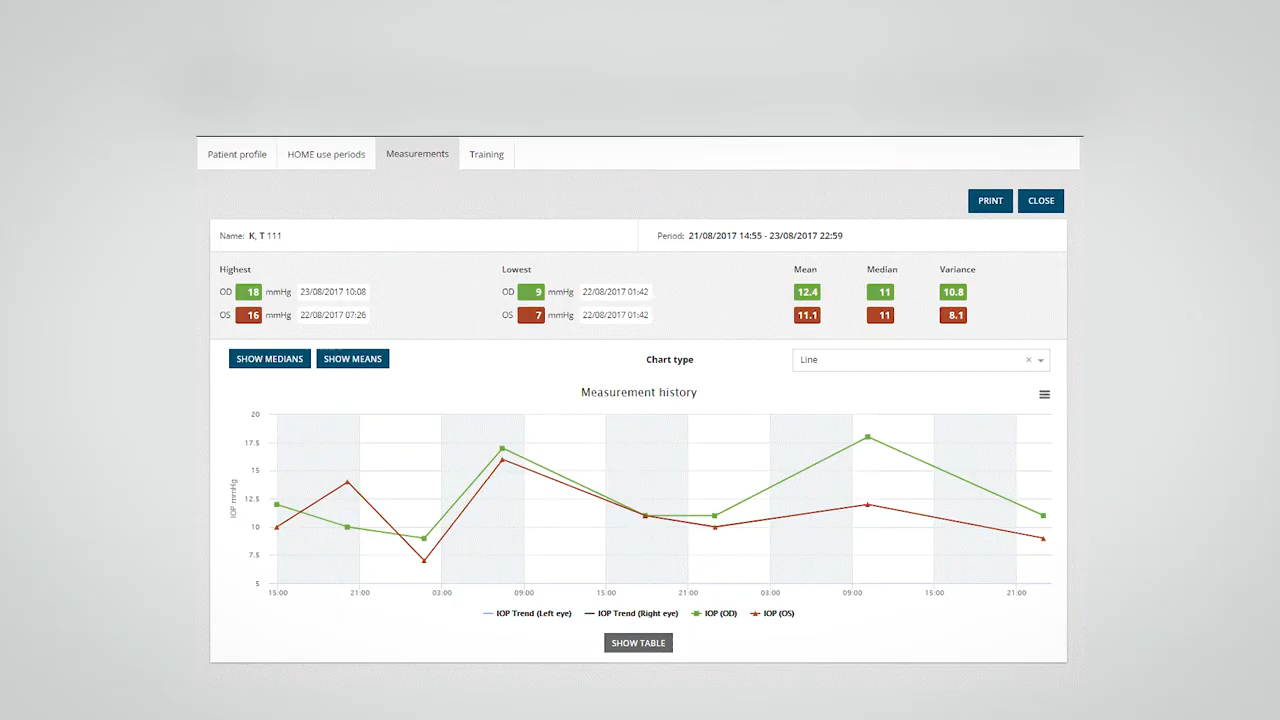 Patient profile HOME use periods Measurements Training
PRINT CLOSE
Name: K, T 111 Period: 21/08/2017 14:55 - 23/08/2017 22:59
Highest Lowest Mean Median Variance
OD 18 mmHg 23/08/2017 10:08 OD 9 mmHg 22/08/2017 01:42 12.4 11 10.8
OS 16 mmHg 22/08/2017 07:26 OS 7 mmHg 22/08/2017 01:42 11.1 11 8.1
SHOW MEDIANS SHOW MEANS Chart type Line ×
Measurement history
20
17.5
15
12.5
10
7.5
5
IOP mmHg
15:00 21:00 03:00 09:00 15:00 21:00 03:00 09:00 15:00 21:00
IOP Trend (Left eye) IOP Trend (Right eye) IOP (OD) IOP (OS)
SHOW TABLE